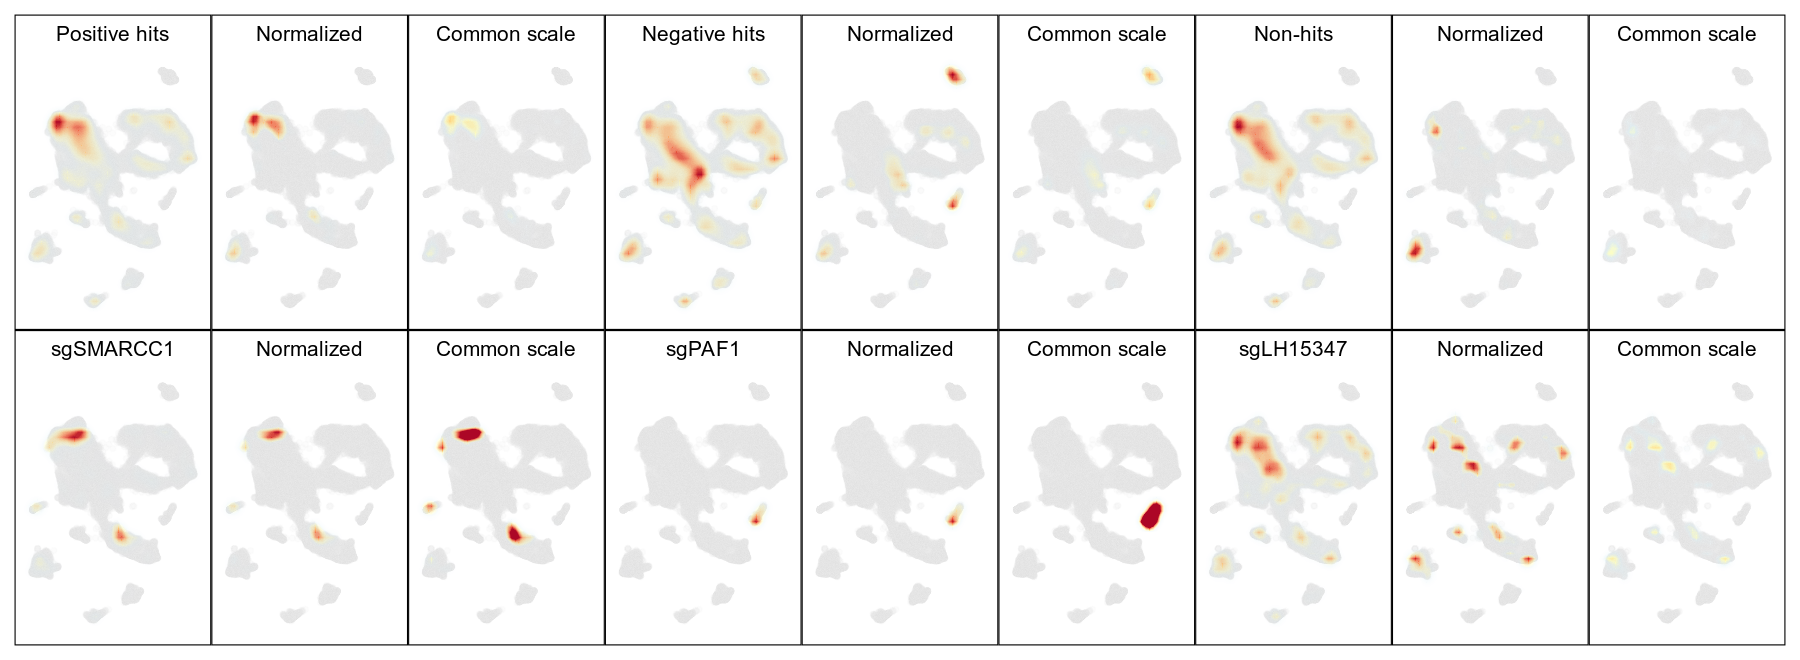 Positive hits
Normalized
Common scale
Negative hits
Normalized
Common scale
Non-hits
Normalized
Common scale
sgSMARCC1
Normalized
Common scale
sgPAF1
Normalized
Common scale
sgLH15347
Normalized
Common scale